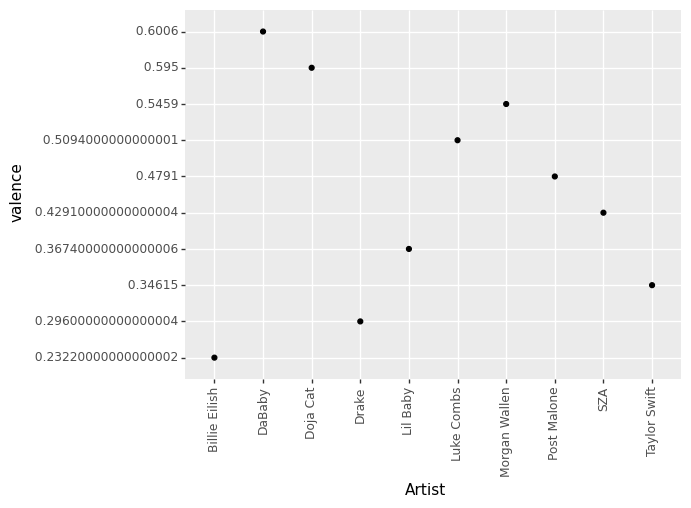 valence
0.6006
0.595
0.5459
0.5094000000000001
0.4791
0.42910000000000004
0.36740000000000006
0.34615
0.29600000000000004
0.23220000000000002
Billie Eilish
DaBaby
Doja Cat
Drake
Lil Baby
Luke Combs
Morgan Wallen
Post Malone
SZA
Taylor Swift
Artist